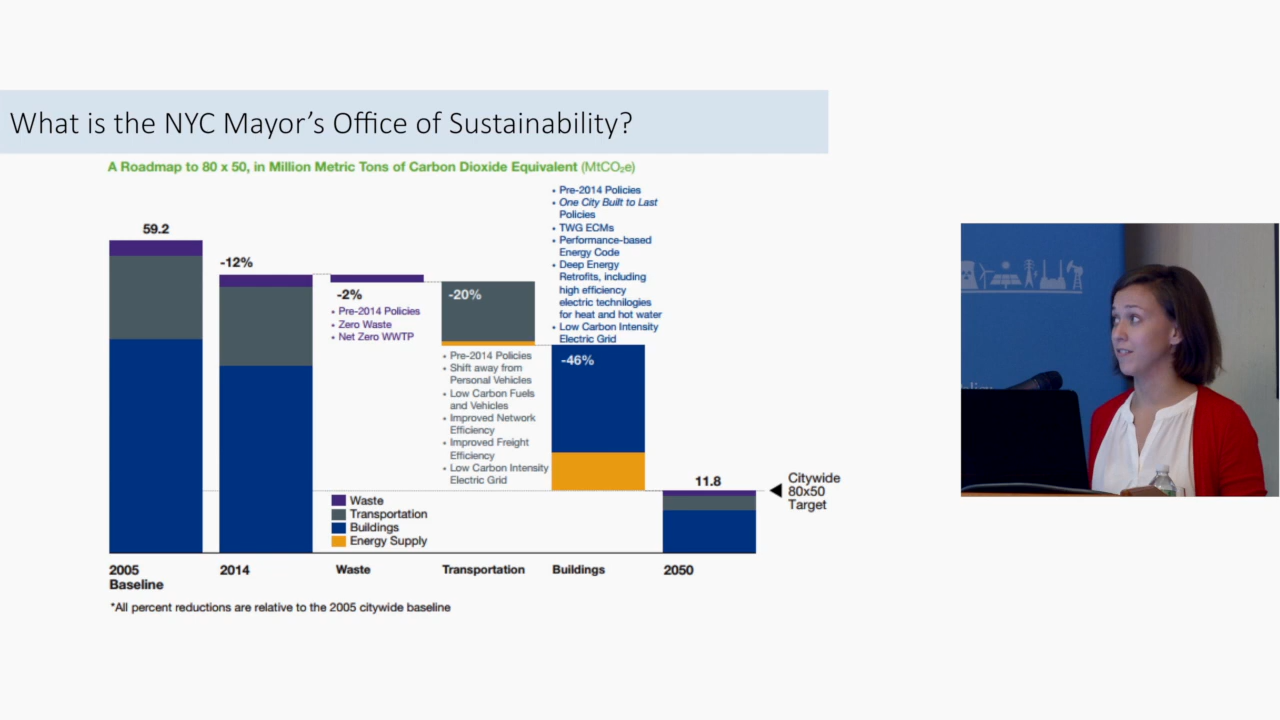 What is the NYC Mayor's Office of Sustainability?
A Roadmap to 80 x 50, in Million Metric Tons of Carbon Dioxide Equivalent (MtCO₂e)
59.2
-12%
-2%
• Pre-2014 Policies
• Zero Waste
• Net Zero WWTP
-20%
• Pre-2014 Policies
• Shift away from
Personal Vehicles
• Low Carbon Fuels
and Vehicles
• Improved Network
Efficiency
• Improved Freight
Efficiency
• Low Carbon Intensity
Electric Grid
• Pre-2014 Policies
• One City Built to Last
Policies
• TWG ECMs
• Performance-based
Energy Code
• Deep Energy
Retrofits, including
high efficiency
electric technilogies
for heat and hot water
• Low Carbon Intensity
Electric Grid
-46%
11.8
Citywide
80x50
Target
Waste
Transportation
Buildings
Energy Supply
2005
Baseline
2014
Waste
Transportation
Buildings
2050
*All percent reductions are relative to the 2005 citywide baseline